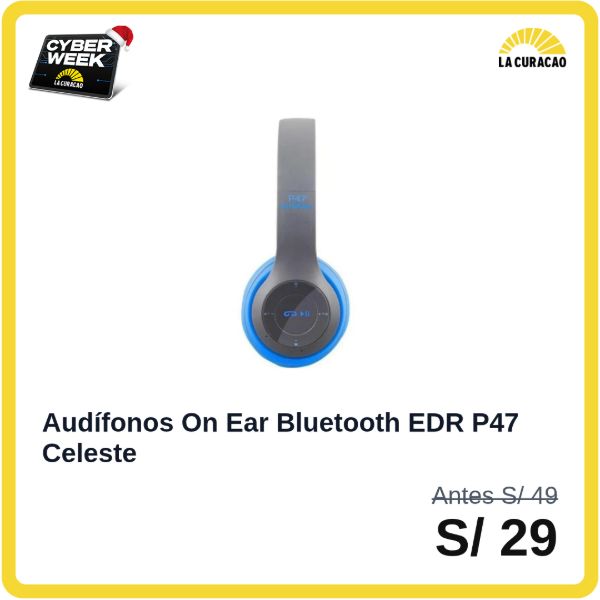 CYBER
WEEK
LA CURACAO
LA CURACAO
P47
Audífonos On Ear Bluetooth EDR P47
Celeste
Antes S/ 49
S/ 29